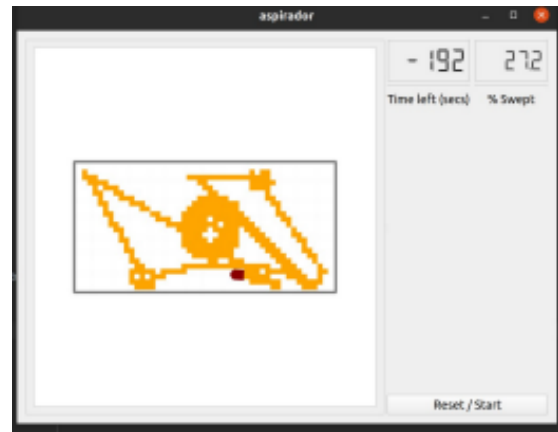 aspirador
-192 27.2
Time left (secs) % Swept
Reset / Start